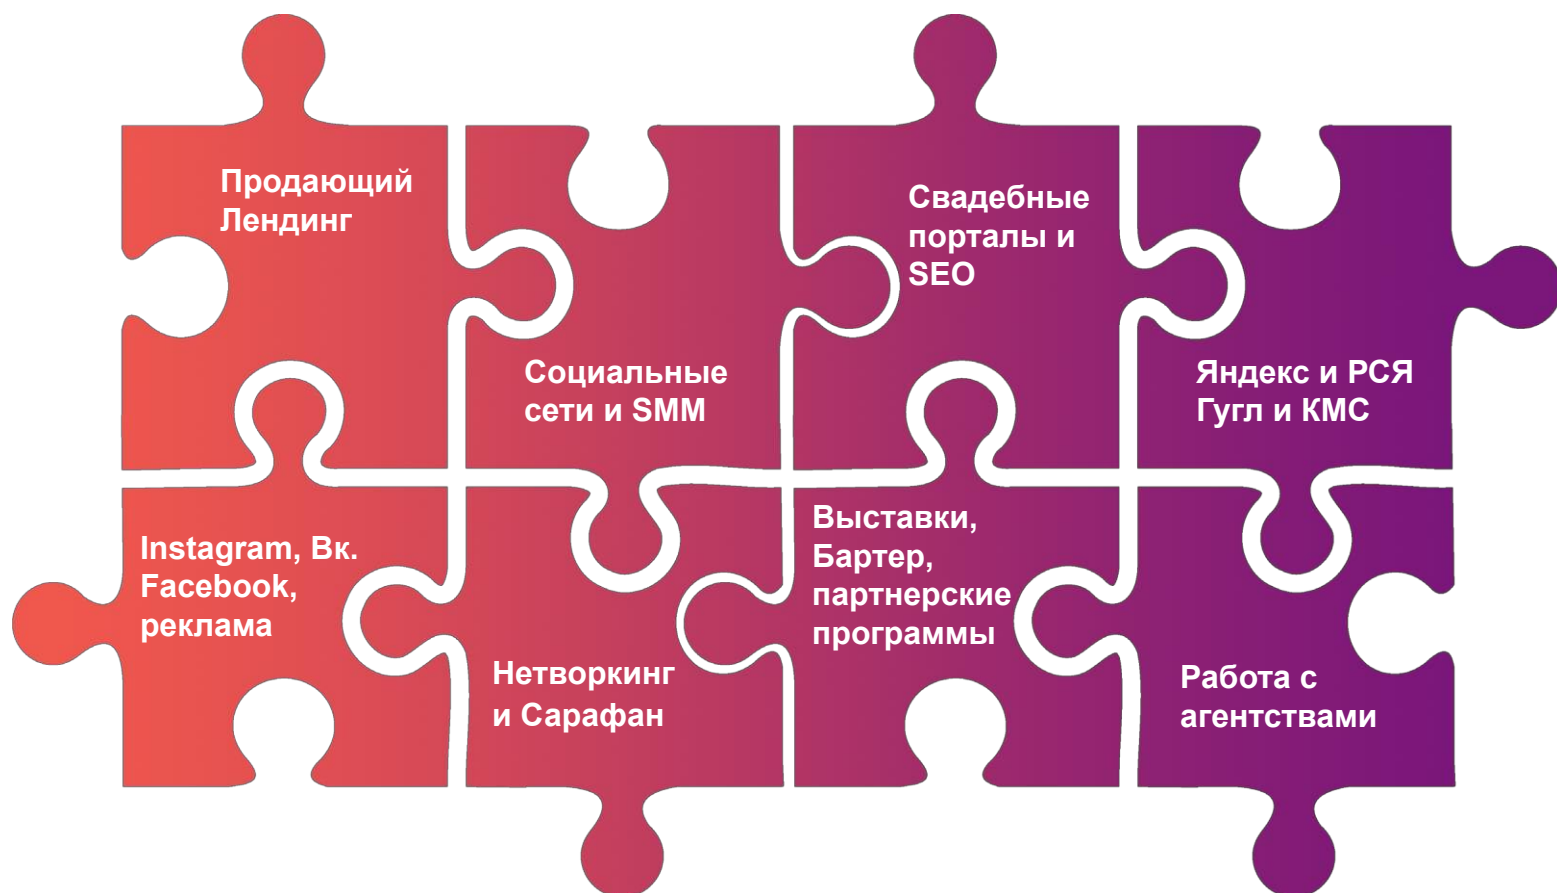 Продающий
Лендинг
Социальные
сети и SMM
Свадебные
порталы и
SEO
Яндекс и РСЯ
Гугл и КМС
Instagram, Вк.
Facebook,
реклама
Нетворкинг
и Сарафан
Выставки,
Бартер,
партнерские
программы
Работа с
агентствами